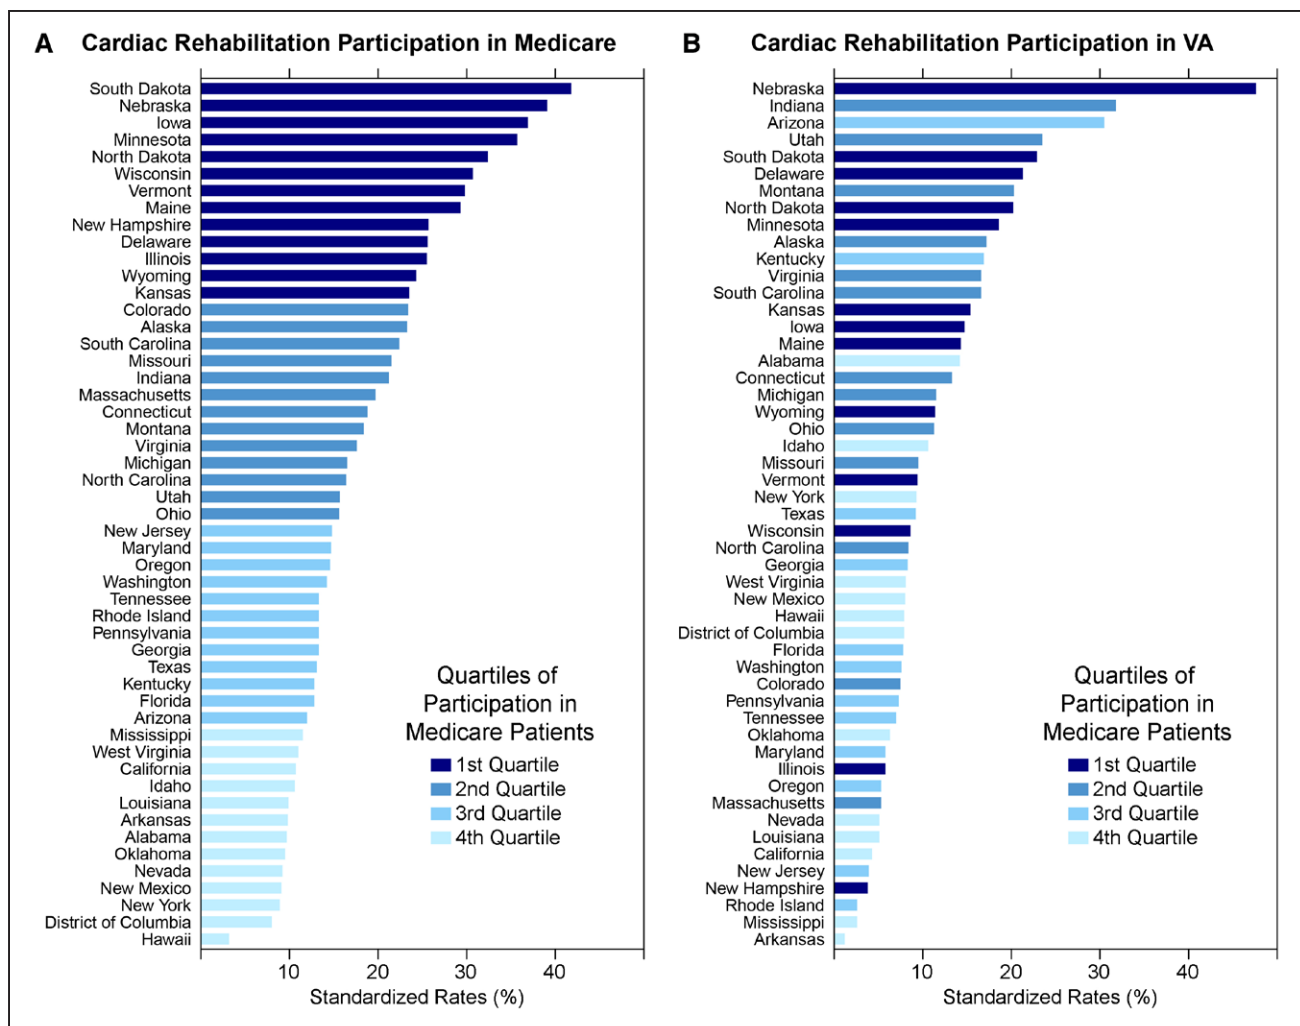 A Cardiac Rehabilitation Participation in Medicare
South Dakota
Nebraska
Iowa
Minnesota
North Dakota
Wisconsin
Vermont
Maine
New Hampshire
Delaware
Illinois
Wyoming
Kansas
Colorado
Alaska
South Carolina
Missouri
Indiana
Massachusetts
Connecticut
Montana
Virginia
Michigan
North Carolina
Utah
Ohio
New Jersey
Maryland
Oregon
Washington
Tennessee
Rhode Island
Pennsylvania
Georgia
Texas
Kentucky
Florida
Arizona
Mississippi
West Virginia
California
Idaho
Louisiana
Arkansas
Alabama
Oklahoma
Nevada
New Mexico
New York
District of Columbia
Hawaii
Quartiles of
Participation in
Medicare Patients
1st Quartile
2nd Quartile
3rd Quartile
4th Quartile
10 20 30 40
Standardized Rates (%)
B Cardiac Rehabilitation Participation in VA
Nebraska
Indiana
Arizona
Utah
South Dakota
Delaware
Montana
North Dakota
Minnesota
Alaska
Kentucky
Virginia
South Carolina
Kansas
Iowa
Maine
Alabama
Connecticut
Michigan
Wyoming
Ohio
Idaho
Missouri
Vermont
New York
Texas
Wisconsin
North Carolina
Georgia
West Virginia
New Mexico
Hawaii
District of Columbia
Florida
Washington
Colorado
Pennsylvania
Tennessee
Oklahoma
Maryland
Illinois
Oregon
Massachusetts
Nevada
Louisiana
California
New Jersey
New Hampshire
Rhode Island
Mississippi
Arkansas
Quartiles of
Participation in
Medicare Patients
1st Quartile
2nd Quartile
3rd Quartile
4th Quartile
10 20 30 40
Standardized Rates (%)